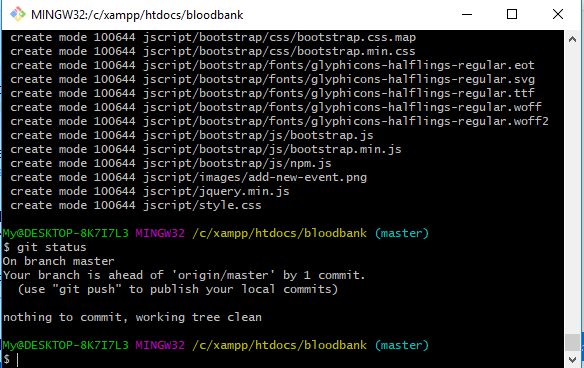 MINGW32:/c/xampp/htdocs/bloodbank
create mode 100644 jscript/bootstrap/css/bootstrap.css.map
create mode 100644 jscript/bootstrap/css/bootstrap.min.css
create mode 100644 jscript/bootstrap/fonts/glyphicons-halflings-regular.eot
create mode 100644 jscript/bootstrap/fonts/glyphicons-halflings-regular.svg
create mode 100644 jscript/bootstrap/fonts/glyphicons-halflings-regular.ttf
create mode 100644 jscript/bootstrap/fonts/glyphicons-halflings-regular.woff
create mode 100644 jscript/bootstrap/fonts/glyphicons-halflings-regular.woff2
create mode 100644 jscript/bootstrap/js/bootstrap.js
create mode 100644 jscript/bootstrap/js/bootstrap.min.js
create mode 100644 jscript/bootstrap/js/npm.js
create mode 100644 jscript/images/add-new-event.png
create mode 100644 jscript/jquery.min.js
create mode 100644 jscript/style.css
My@DESKTOP-8K7I7L3 MINGW32 /c/xampp/htdocs/bloodbank (master)
$ git status
On branch master
Your branch is ahead of 'origin/master' by 1 commit.
(use "git push" to publish your local commits)
nothing to commit, working tree clean
My@DESKTOP-8K7I7L3 MINGW32 /c/xampp/htdocs/bloodbank (master)
$